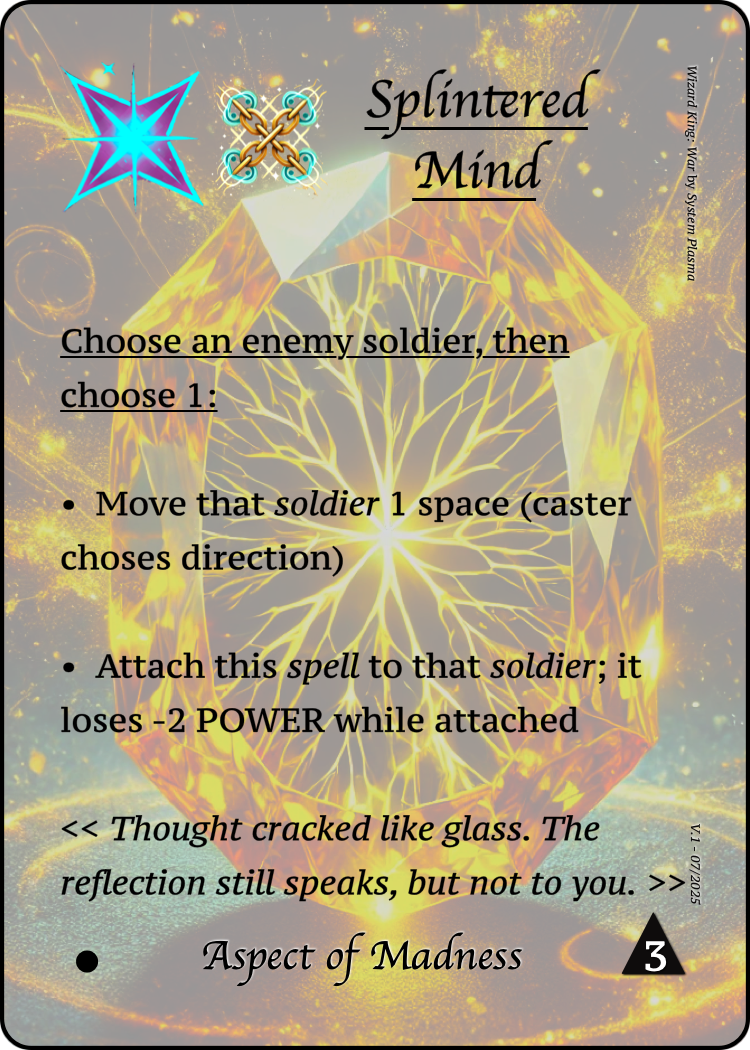 Splintered
Mind
Wizard King: War by System Plasma
Choose an enemy soldier, then
choose 1:
• Move that soldier 1 space (caster
choses direction)
• Attach this spell to that soldier; it
loses -2 POWER while attached
<< Thought cracked like glass. The
reflection still speaks, but not to you. >>
V.1 - 07/2025
Aspect of Madness
3